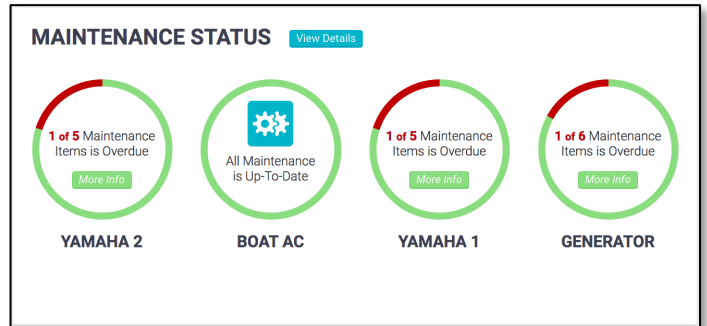 MAINTENANCE STATUS View Details
1 of 5 Maintenance
Items is Overdue
More Info
YAMAHA 2
All Maintenance
is Up-To-Date
BOAT AC
1 of 5 Maintenance
Items is Overdue
More Info
YAMAHA 1
1 of 6 Maintenance
Items is Overdue
More Info
GENERATOR